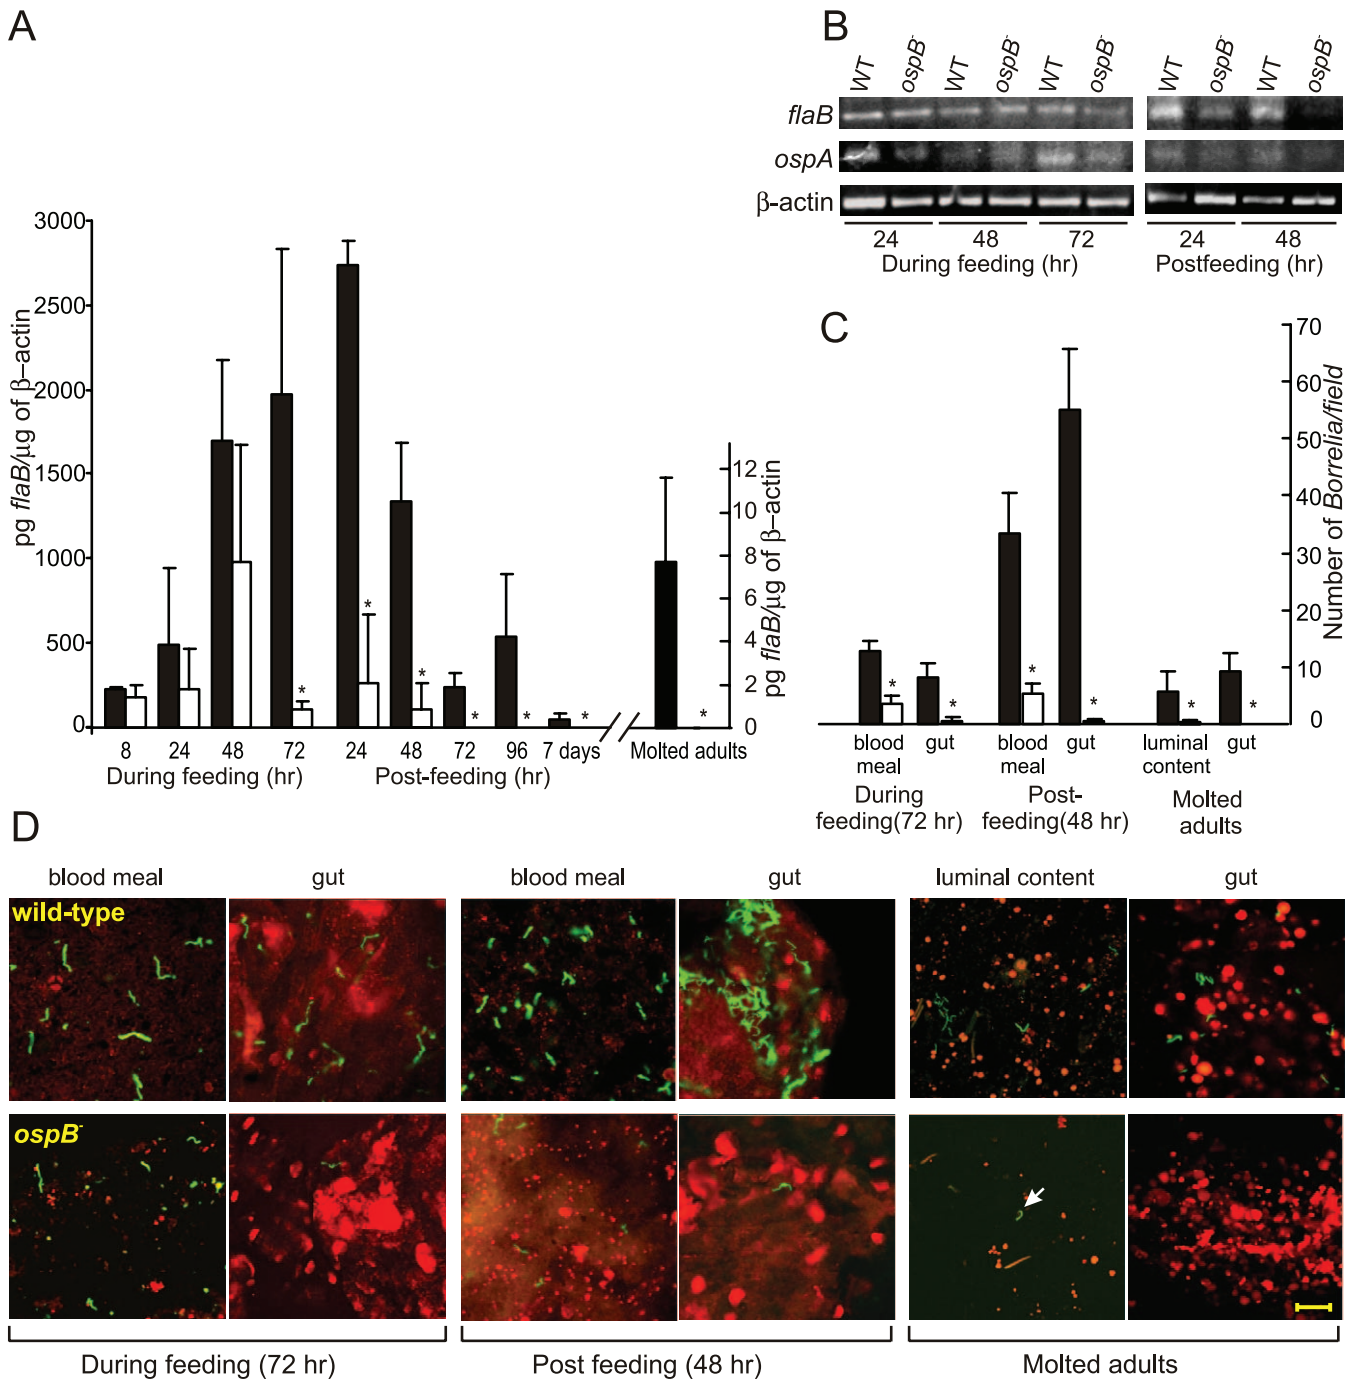 A
3000
2500
2000
1500
1000
500
0
pg flaB/μg of β–actin
* * * * * *
8 24 48 72 24 48 72 96 7 days
During feeding (hr) Post-feeding (hr)
12
10
8
6
4
2
0
pg flaB/μg of β–actin
*
Molted adults
B
WT ospB- WT ospB- WT ospB- WT ospB- WT ospB-
flaB
ospA
β-actin
24 48 72 24 48
During feeding (hr) Postfeeding (hr)
C
70
60
50
40
30
20
10
0
Number of Borrelia/field
* * * * * *
blood meal gut blood meal gut luminal content gut
During feeding(72 hr)
Post-feeding(48 hr)
Molted adults
D
blood meal gut blood meal gut luminal content gut
wild-type
ospB-
During feeding (72 hr) Post feeding (48 hr) Molted adults